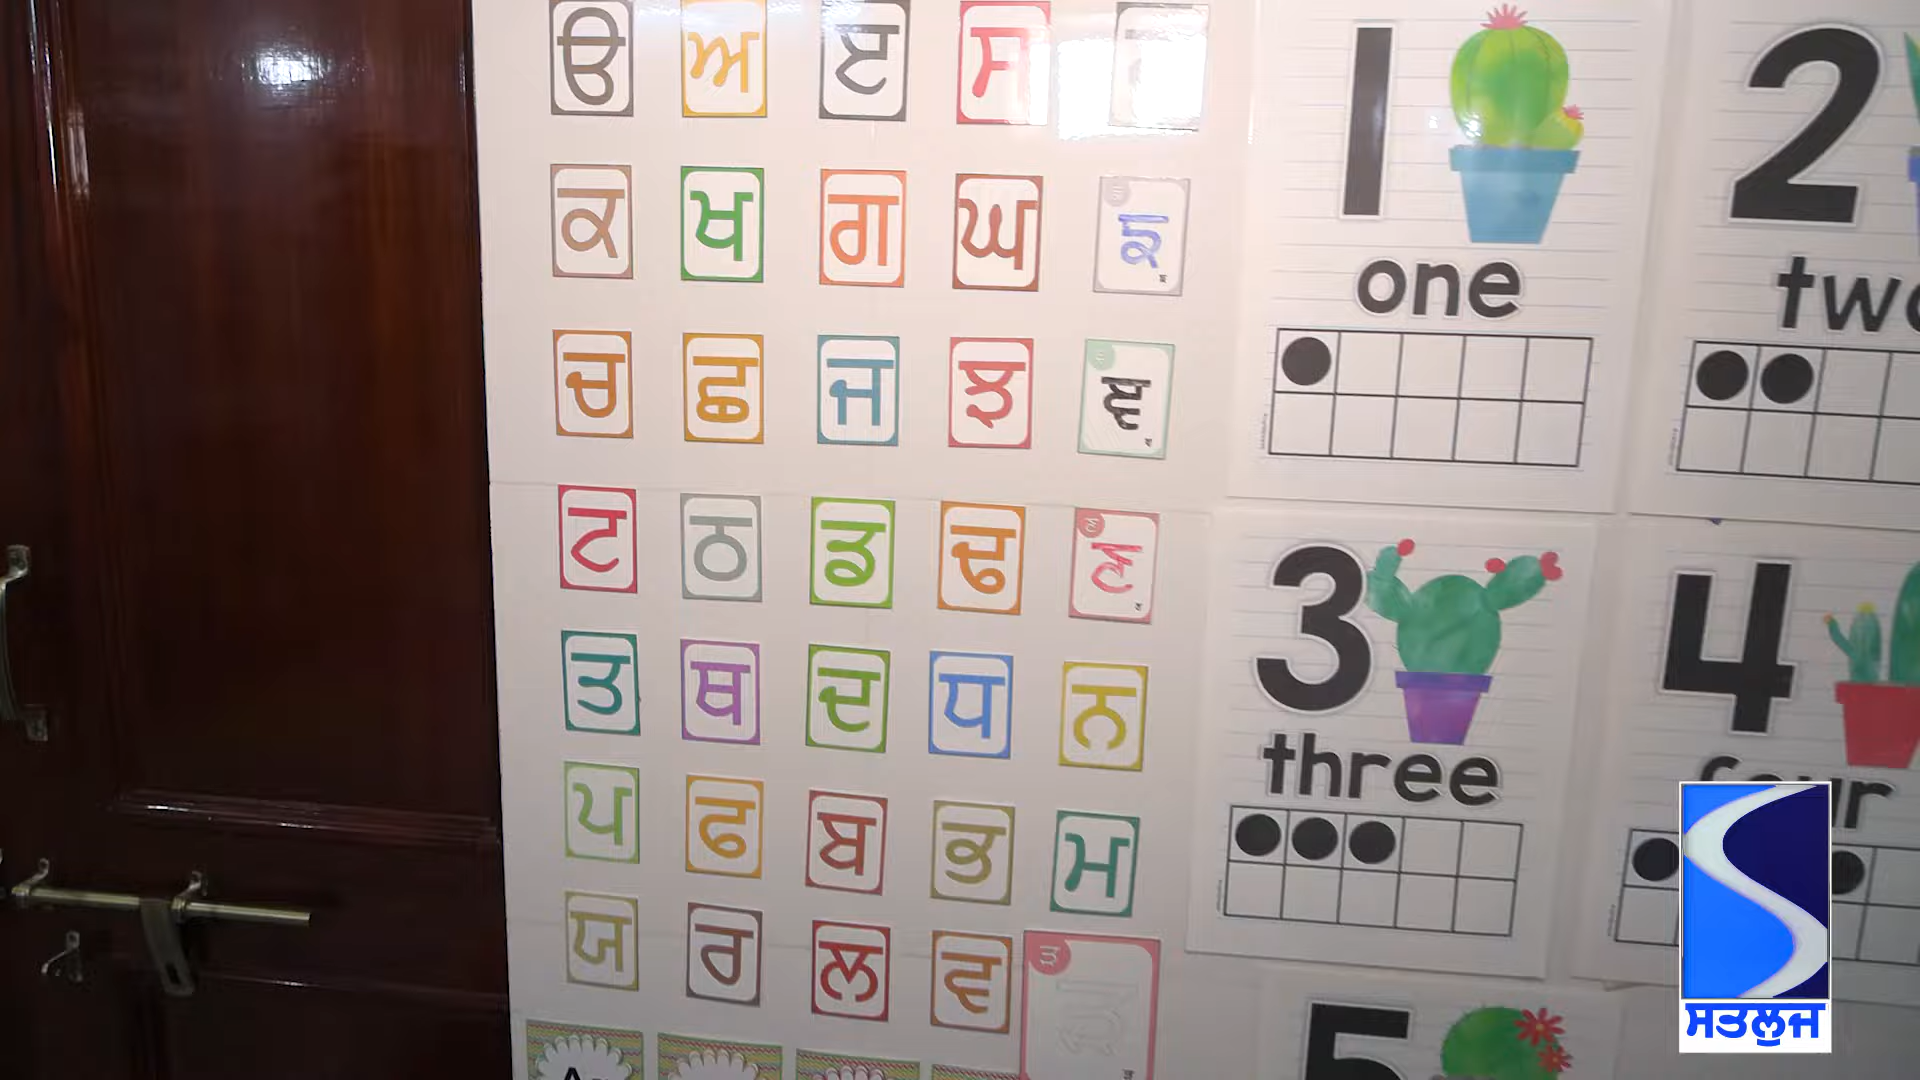 ੳ ਅ ੲ ਸ
ਕ ਖ ਗ ਘ ਙ
ਚ ਛ ਜ ਝ ਞ
ਟ ਠ ਡ ਢ ਣ
ਤ ਥ ਦ ਧ ਨ
ਪ ਫ ਬ ਭ ਮ
ਯ ਰ ਲ ਵ
1
one
2
two
3
three
4
four
5
ਸਤਲੁਜ